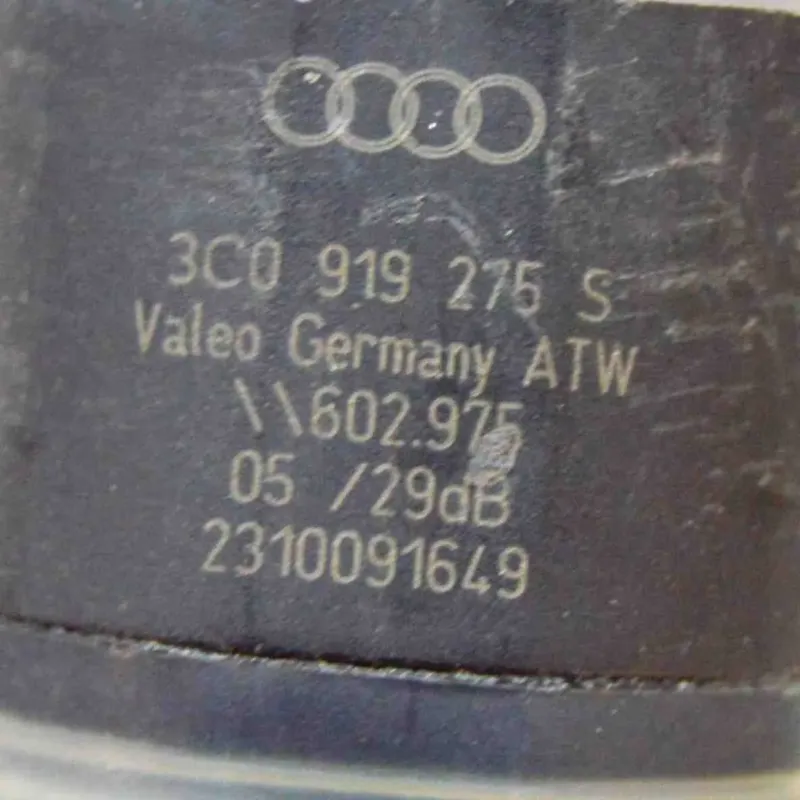 3C0 919 275 S
Valeo Germany ATW
\\602.975
05 /29dB
2310091649